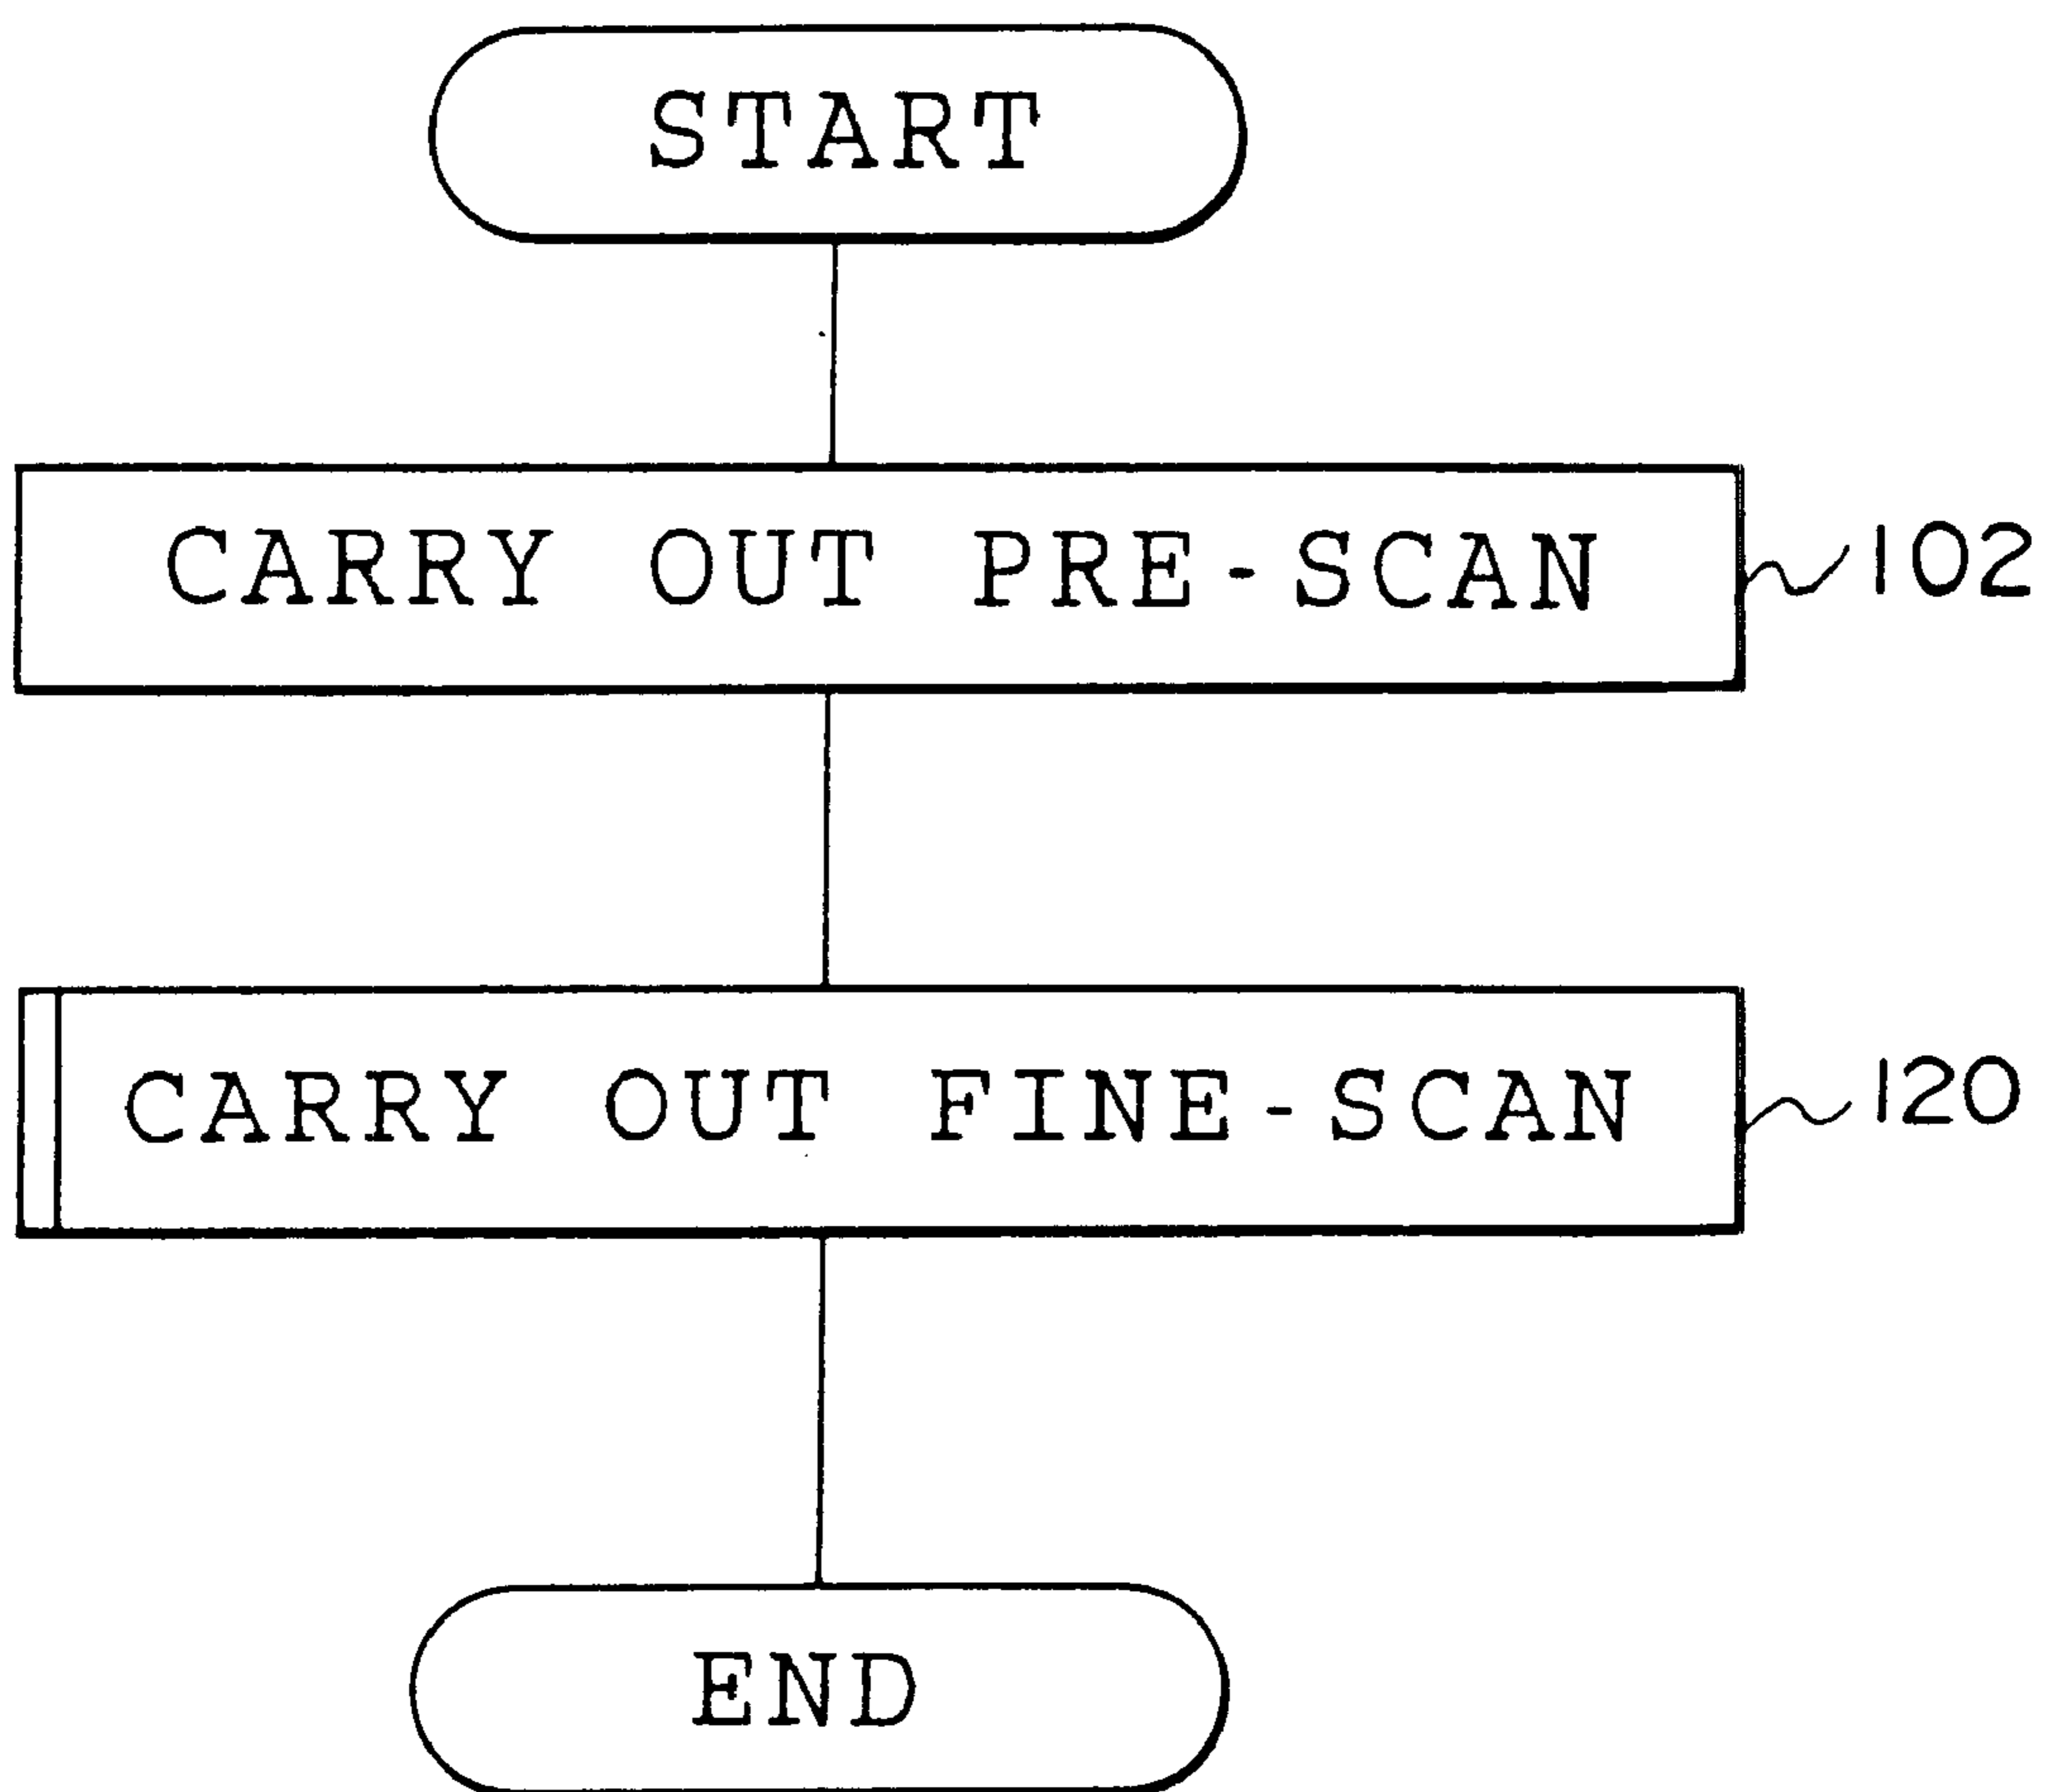 START
CARRY OUT PRE-SCAN 102
CARRY OUT FINE-SCAN 120
END